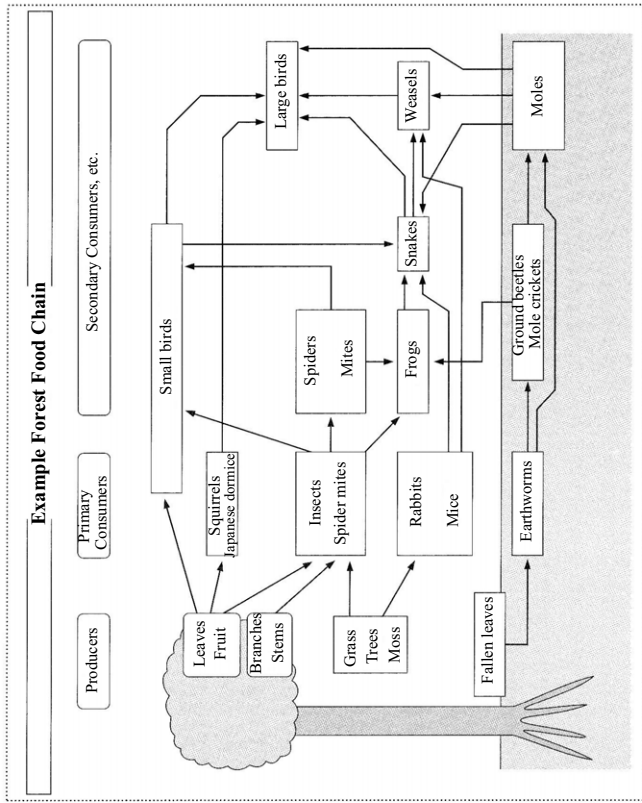 Example Forest Food Chain
Producers
Primary
Consumers
Secondary Consumers, etc.
Leaves
Fruit
Branches
Stems
Grass
Trees
Moss
Fallen leaves
Squirrels
Japanese dormice
Insects
Spider mites
Rabbits
Mice
Earthworms
Small birds
Spiders
Mites
Frogs
Ground beetles
Mole crickets
Snakes
Large birds
Weasels
Moles